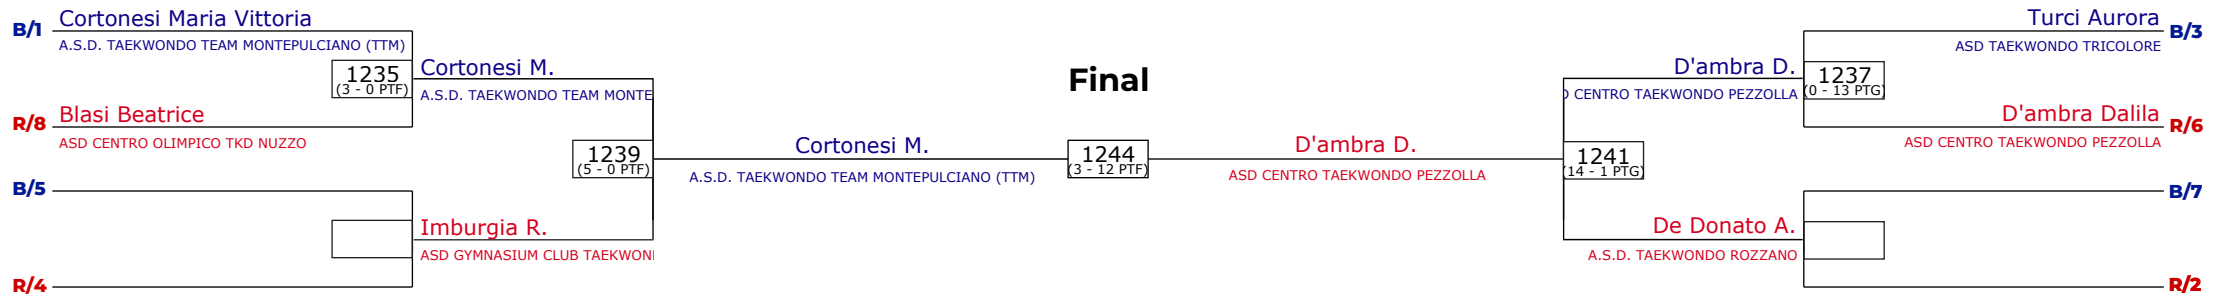 B/1
Cortonesi Maria Vittoria
A.S.D. TAEKWONDO TEAM MONTEPULCIANO (TTM)
1235
(3 - 0 PTF)
R/8
Blasi Beatrice
ASD CENTRO OLIMPICO TKD NUZZO
Cortonesi M.
A.S.D. TAEKWONDO TEAM MONTE
1239
(5 - 0 PTF)
B/5
R/4
Imburgia R.
ASD GYMNASIUM CLUB TAEKWON
Cortonesi M.
A.S.D. TAEKWONDO TEAM MONTEPULCIANO (TTM)
Final
1244
(3 - 12 PTF)
D'ambra D.
ASD CENTRO TAEKWONDO PEZZOLLA
1241
(14 - 1 PTG)
D'ambra D.
CENTRO TAEKWONDO PEZZOLLA
1237
(0 - 13 PTG)
Turci Aurora
ASD TAEKWONDO TRICOLORE
B/3
D'ambra Dalila
ASD CENTRO TAEKWONDO PEZZOLLA
R/6
De Donato A.
A.S.D. TAEKWONDO ROZZANO
B/7
R/2